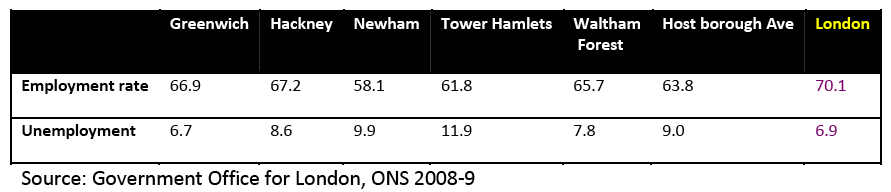 Greenwich Hackney Newham Tower Hamlets Waltham Forest Host borough Ave London
Employment rate 66.9 67.2 58.1 61.8 65.7 63.8 70.1
Unemployment 6.7 8.6 9.9 11.9 7.8 9.0 6.9
Source: Government Office for London, ONS 2008-9